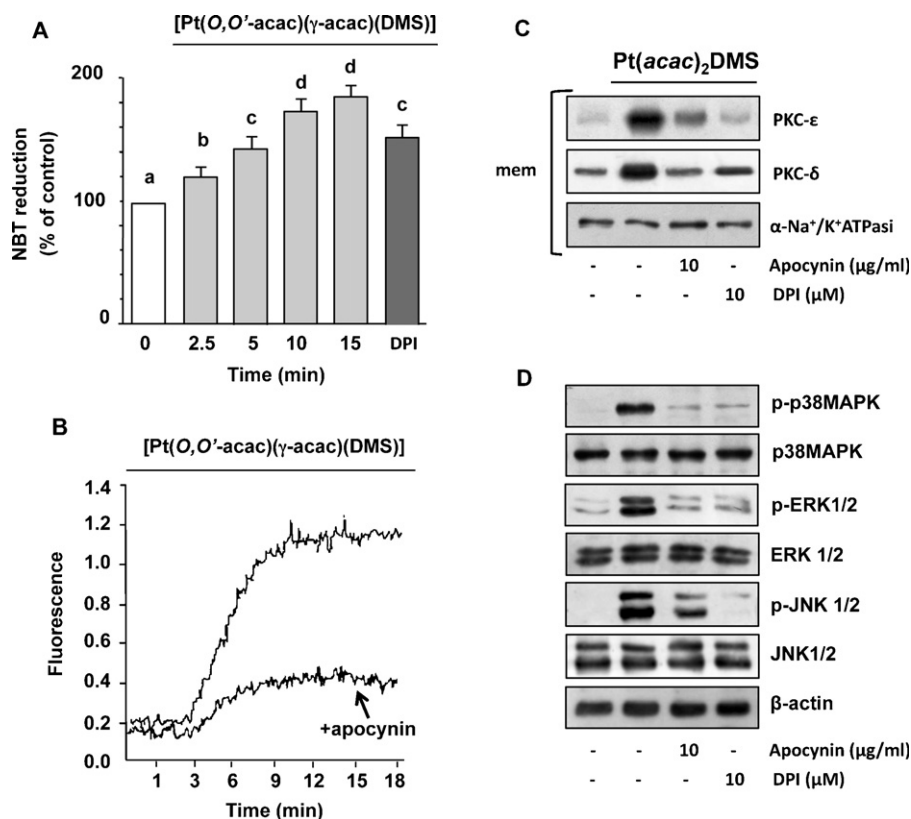 A
[Pt(O,O'-acac)(γ-acac)(DMS)]
NBT reduction
(% of control)
200
100
0
a
b
c
d
d
c
0 2.5 5 10 15 DPI
Time (min)
B
[Pt(O,O'-acac)(γ-acac)(DMS)]
Fluorescence
1.4
1.2
1.0
0.8
0.6
0.4
0.2
0.0
+apocynin
1 3 6 9 12 15 18
Time (min)
C
Pt(acac)₂DMS
mem
PKC-ε
PKC-δ
α-Na⁺/K⁺ATPasi
- - 10 - Apocynin (μg/ml)
- - - 10 DPI (μM)
D
p-p38MAPK
p38MAPK
p-ERK1/2
ERK 1/2
p-JNK 1/2
JNK1/2
β-actin
- - 10 - Apocynin (μg/ml)
- - - 10 DPI (μM)